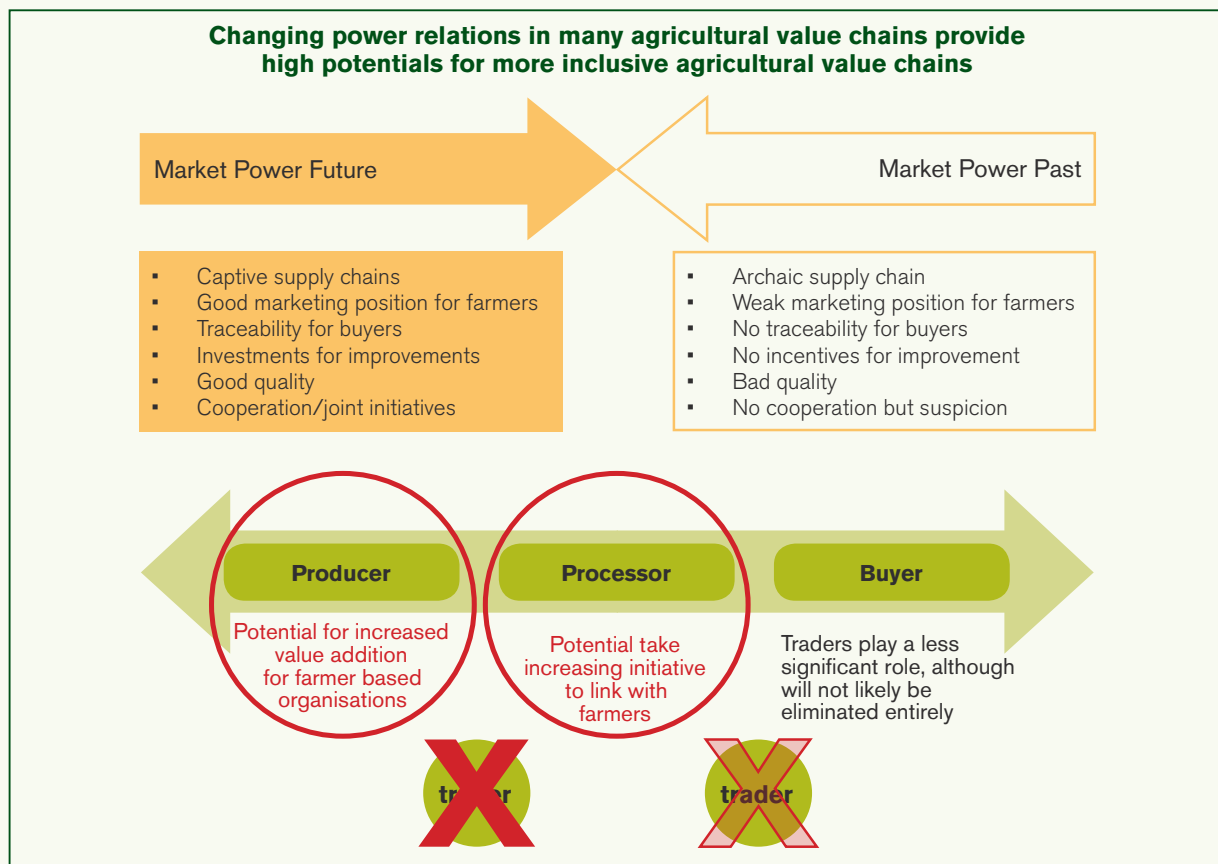 Changing power relations in many agricultural value chains provide
high potentials for more inclusive agricultural value chains
Market Power Future
Market Power Past
▪ Captive supply chains
▪ Good marketing position for farmers
▪ Traceability for buyers
▪ Investments for improvements
▪ Good quality
▪ Cooperation/joint initiatives
▪ Archaic supply chain
▪ Weak marketing position for farmers
▪ No traceability for buyers
▪ No incentives for improvement
▪ Bad quality
▪ No cooperation but suspicion
Producer
Processor
Buyer
Potential for increased
value addition
for farmer based
organisations
Potential take
increasing initiative
to link with
farmers
Traders play a less
significant role, although
will not likely be
eliminated entirely
trader
trader